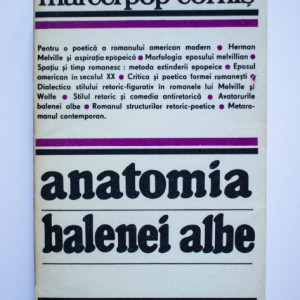 marcel pop-corniș
Pentru o poetică a romanului american modern • Herman
Melville și aspirația epopeică • Morfologia eposului melvillian •
Spațiu și timp romanesc : metoda extinderii epopeice • Eposul
american în secolul XX • Critica și poetica formei romanești •
Dialectica stilului retoric-figurativ în romanele lui Melville și
Wolfe • Stilul retoric și comedia antiretorică • Avatarurile
balenei albe • Romanul structurilor retoric-poetice • Metaro-
manul contemporan.
anatomia
balenei albe